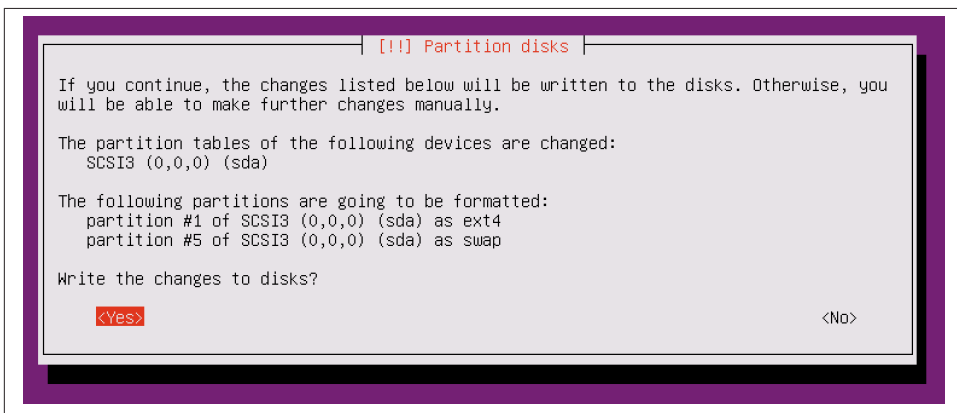 [!!] Partition disks
If you continue, the changes listed below will be written to the disks. Otherwise, you
will be able to make further changes manually.
The partition tables of the following devices are changed:
SCSI3 (0,0,0) (sda)
The following partitions are going to be formatted:
partition #1 of SCSI3 (0,0,0) (sda) as ext4
partition #5 of SCSI3 (0,0,0) (sda) as swap
Write the changes to disks?
<Yes> <No>